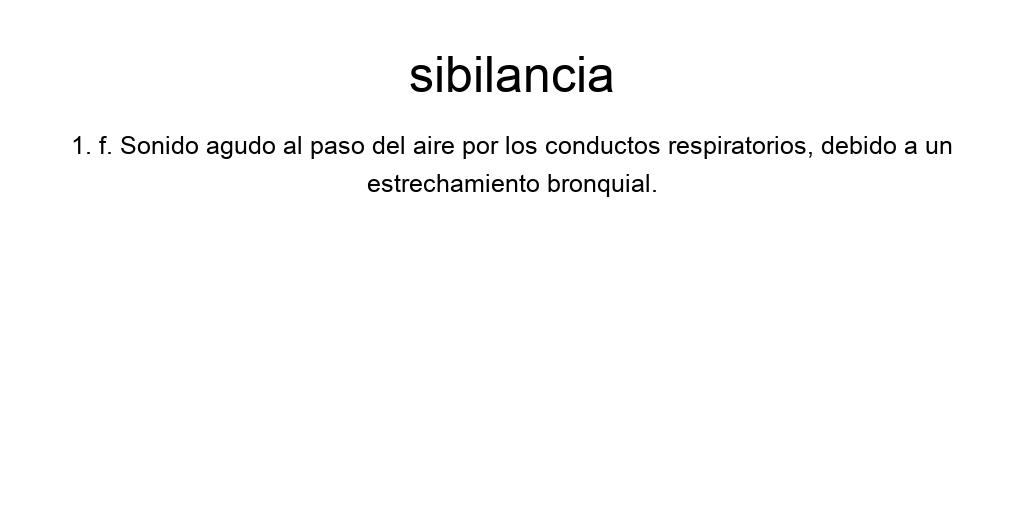 sibilancia
1. f. Sonido agudo al paso del aire por los conductos respiratorios, debido a un
estrechamiento bronquial.